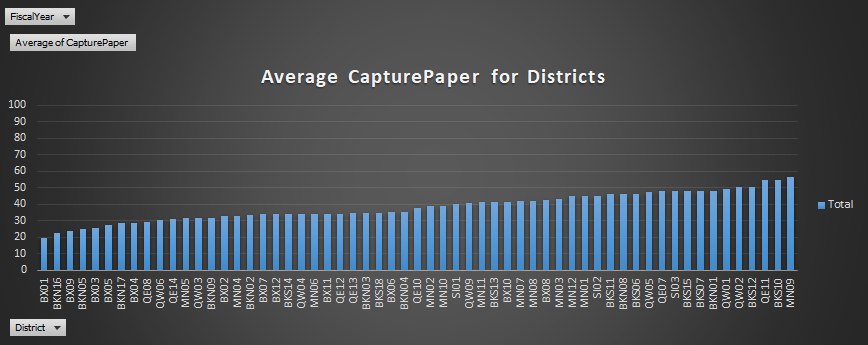 FiscalYear
Average of CapturePaper
Average CapturePaper for Districts
100
90
80
70
60
50
40
30
20
10
0
BX01 BKN16 BX09 BKN05 BX03 BX05 BKN17 BX04 QE08 QW06 QE14 MN05 QW03 BKN09 BX02 MN04 BKN02 BX07 BX12 BKS14 QW04 MN06 BX11 QE12 QE13 BKN03 BKS18 BX06 BKN04 QE10 MN02 MN10 SI01 QW09 MN11 BKS13 BX10 MN07 MN08 BX08 MN03 MN12 MN01 SI02 BKS11 BKN08 BKS06 QW05 QE07 SI03 BKS15 BKS07 BKN01 QW01 QW02 BKS12 QE11 BKS10 MN09
Total
District